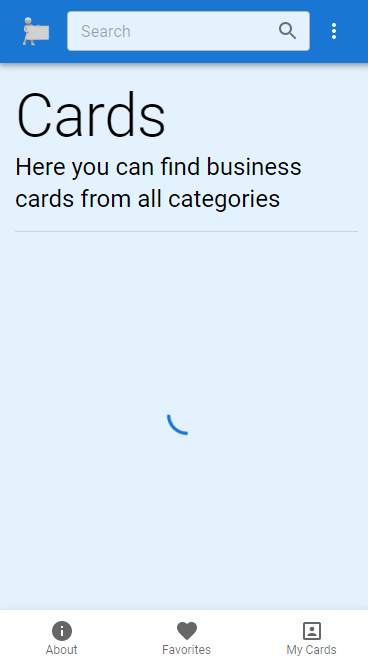 Search
Cards
Here you can find business
cards from all categories
About
Favorites
My Cards